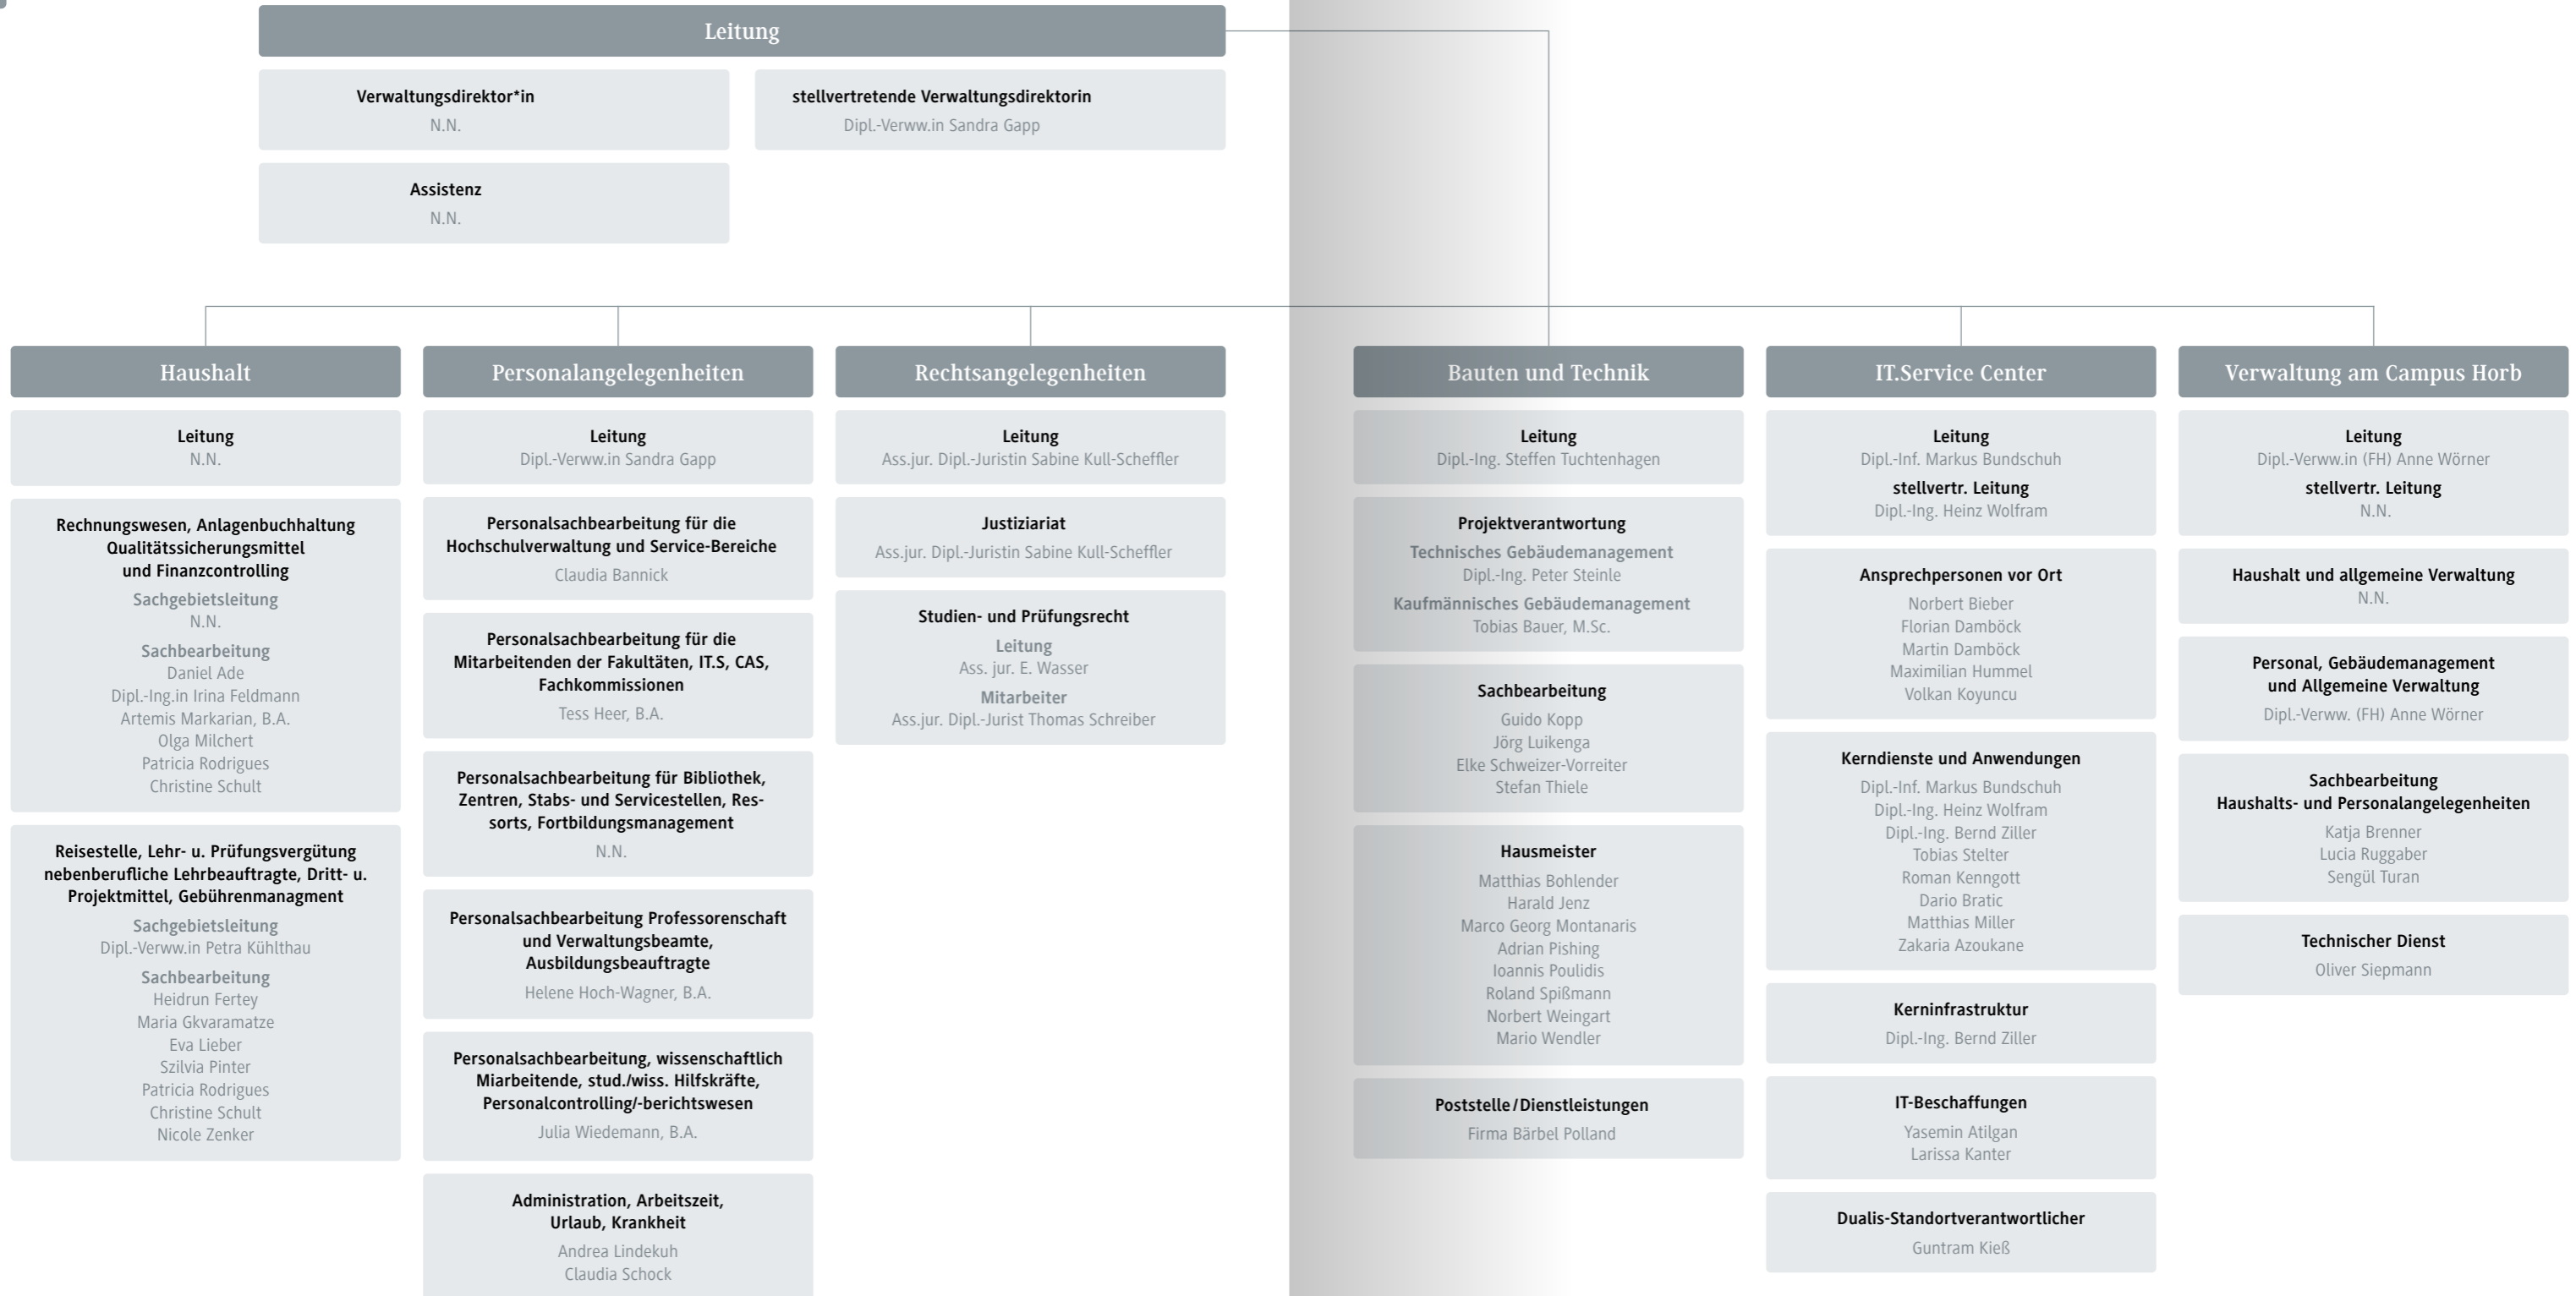 Leitung
Verwaltungsdirektor*in
N.N.
stellvertretende Verwaltungsdirektorin
Dipl.-Verww.in Sandra Gapp
Assistenz
N.N.
Haushalt
Leitung
N.N.
Rechnungswesen, Anlagenbuchhaltung
Qualitätssicherungsmittel
und Finanzcontrolling
Sachgebietsleitung
N.N.
Sachbearbeitung
Daniel Ade
Dipl.-Ing.in Irina Feldmann
Artemis Markarian, B.A.
Olga Milchert
Patricia Rodrigues
Christine Schult
Reisestelle, Lehr- u. Prüfungsvergütung
nebenberufliche Lehrbeauftragte, Dritt- u.
Projektmittel, Gebührenmanagment
Sachgebietsleitung
Dipl.-Verww.in Petra Kühlthau
Sachbearbeitung
Heidrun Fertey
Maria Gkvaramatze
Eva Lieber
Szilvia Pinter
Patricia Rodrigues
Christine Schult
Nicole Zenker
Personalangelegenheiten
Leitung
Dipl.-Verww.in Sandra Gapp
Personalsachbearbeitung für die
Hochschulverwaltung und Service-Bereiche
Claudia Bannick
Personalsachbearbeitung für die
Mitarbeitenden der Fakultäten, IT.S, CAS,
Fachkommissionen
Tess Heer, B.A.
Personalsachbearbeitung für Bibliothek,
Zentren, Stabs- und Servicestellen, Res-
sorts, Fortbildungsmanagement
N.N.
Personalsachbearbeitung Professorenschaft
und Verwaltungsbeamte,
Ausbildungsbeauftragte
Helene Hoch-Wagner, B.A.
Personalsachbearbeitung, wissenschaftlich
Miarbeitende, stud./wiss. Hilfskräfte,
Personalcontrolling/-berichtswesen
Julia Wiedemann, B.A.
Administration, Arbeitszeit,
Urlaub, Krankheit
Andrea Lindekuh
Claudia Schock
Rechtsangelegenheiten
Leitung
Ass.jur. Dipl.-Juristin Sabine Kull-Scheffler
Justiziariat
Ass.jur. Dipl.-Juristin Sabine Kull-Scheffler
Studien- und Prüfungsrecht
Leitung
Ass. jur. E. Wasser
Mitarbeiter
Ass.jur. Dipl.-Jurist Thomas Schreiber
Bauten und Technik
Leitung
Dipl.-Ing. Steffen Tuchtenhagen
Projektverantwortung
Technisches Gebäudemanagement
Dipl.-Ing. Peter Steinle
Kaufmännisches Gebäudemanagement
Tobias Bauer, M.Sc.
Sachbearbeitung
Guido Kopp
Jörg Luikenga
Elke Schweizer-Vorreiter
Stefan Thiele
Hausmeister
Matthias Bohlender
Harald Jenz
Marco Georg Montanaris
Adrian Pishing
Ioannis Poulidis
Roland Spißmann
Norbert Weingart
Mario Wendler
Poststelle/Dienstleistungen
Firma Bärbel Polland
IT.Service Center
Leitung
Dipl.-Inf. Markus Bundschuh
stellvertr. Leitung
Dipl.-Ing. Heinz Wolfram
Ansprechpersonen vor Ort
Norbert Bieber
Florian Damböck
Martin Damböck
Maximilian Hummel
Volkan Koyuncu
Kerndienste und Anwendungen
Dipl.-Inf. Markus Bundschuh
Dipl.-Ing. Heinz Wolfram
Dipl.-Ing. Bernd Ziller
Tobias Stelter
Roman Kenngott
Dario Bratic
Matthias Miller
Zakaria Azoukane
Kerninfrastruktur
Dipl.-Ing. Bernd Ziller
IT-Beschaffungen
Yasemin Atilgan
Larissa Kanter
Dualis-Standortverantwortlicher
Guntram Kieß
Verwaltung am Campus Horb
Leitung
Dipl.-Verww.in (FH) Anne Wörner
stellvertr. Leitung
N.N.
Haushalt und allgemeine Verwaltung
N.N.
Personal, Gebäudemanagement
und Allgemeine Verwaltung
Dipl.-Verww. (FH) Anne Wörner
Sachbearbeitung
Haushalts- und Personalangelegenheiten
Katja Brenner
Lucia Ruggaber
Sengül Turan
Technischer Dienst
Oliver Siepmann